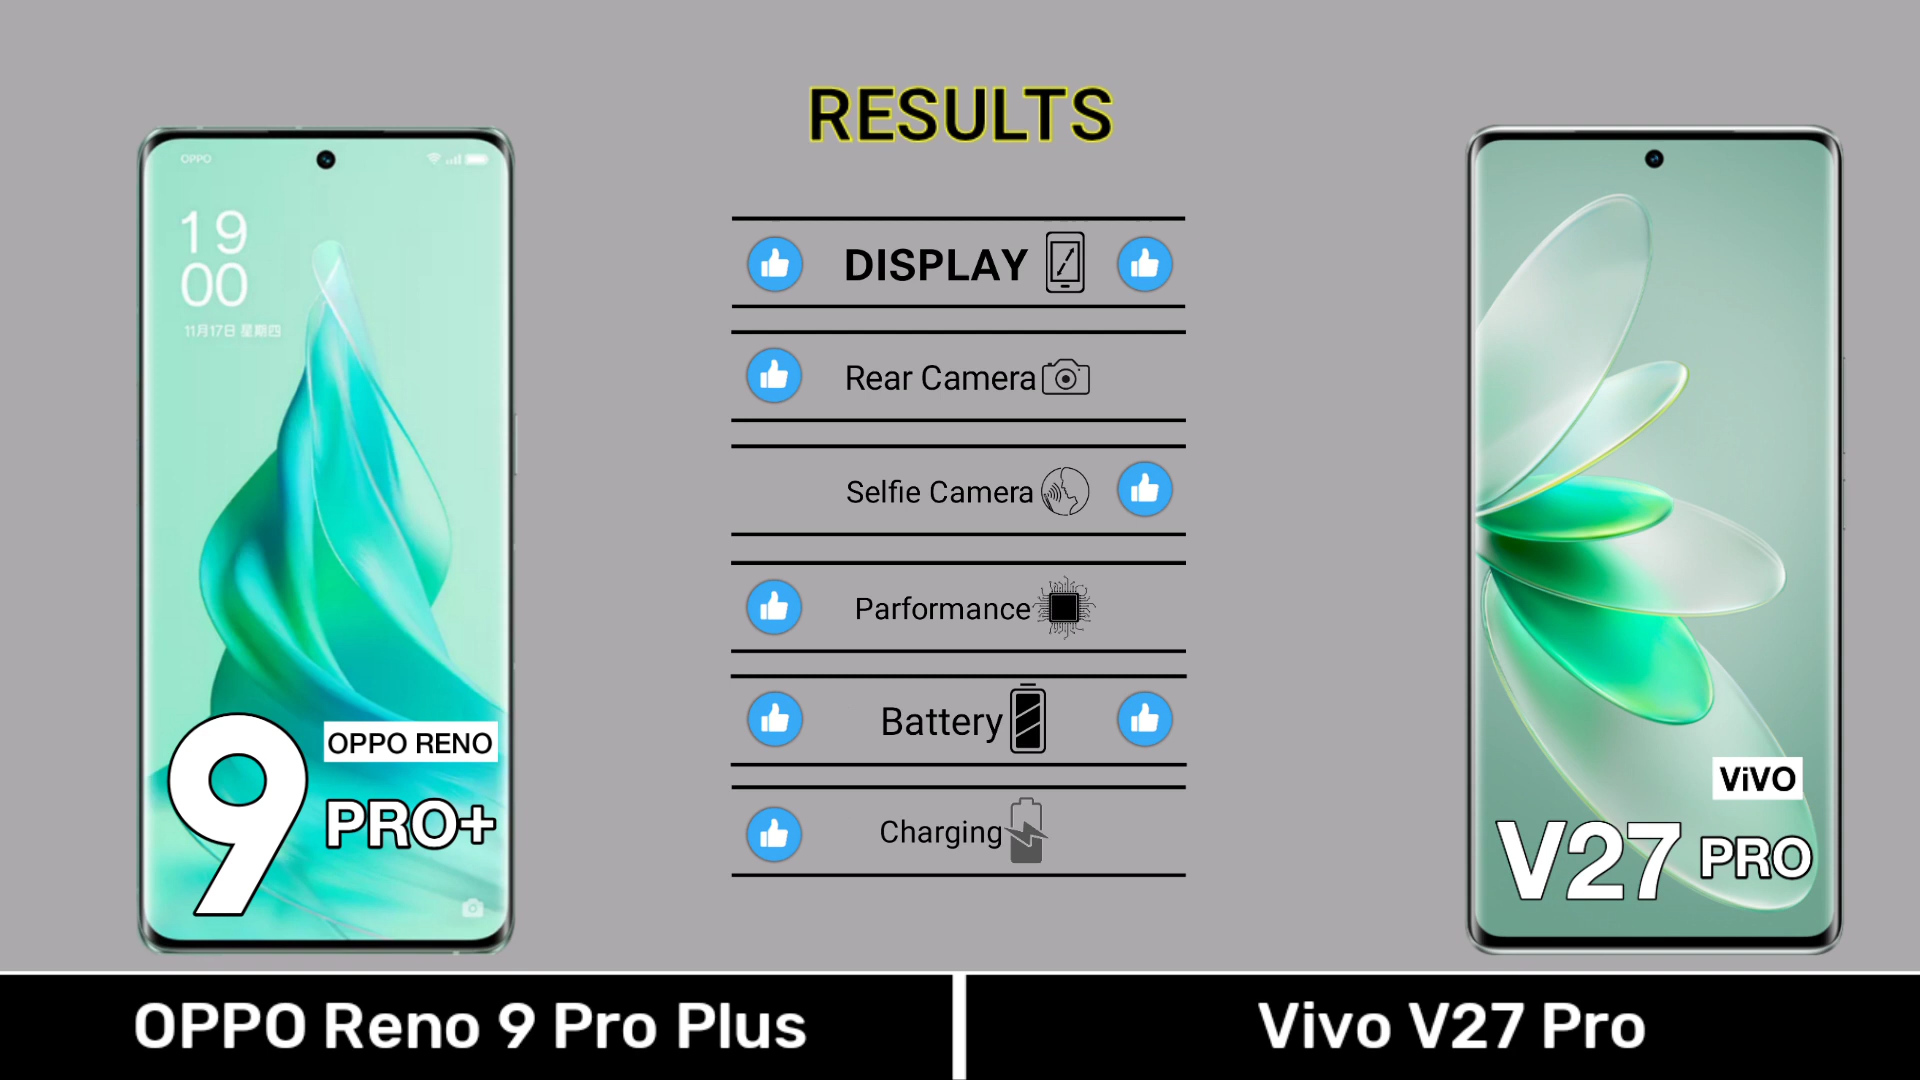 RESULTS
OPPO
19
00
11月17日 星期四
DISPLAY
Rear Camera
Selfie Camera
Parformance
Battery
Charging
9
OPPO RENO
PRO+
ViVO
V27 PRO
OPPO Reno 9 Pro Plus
Vivo V27 Pro